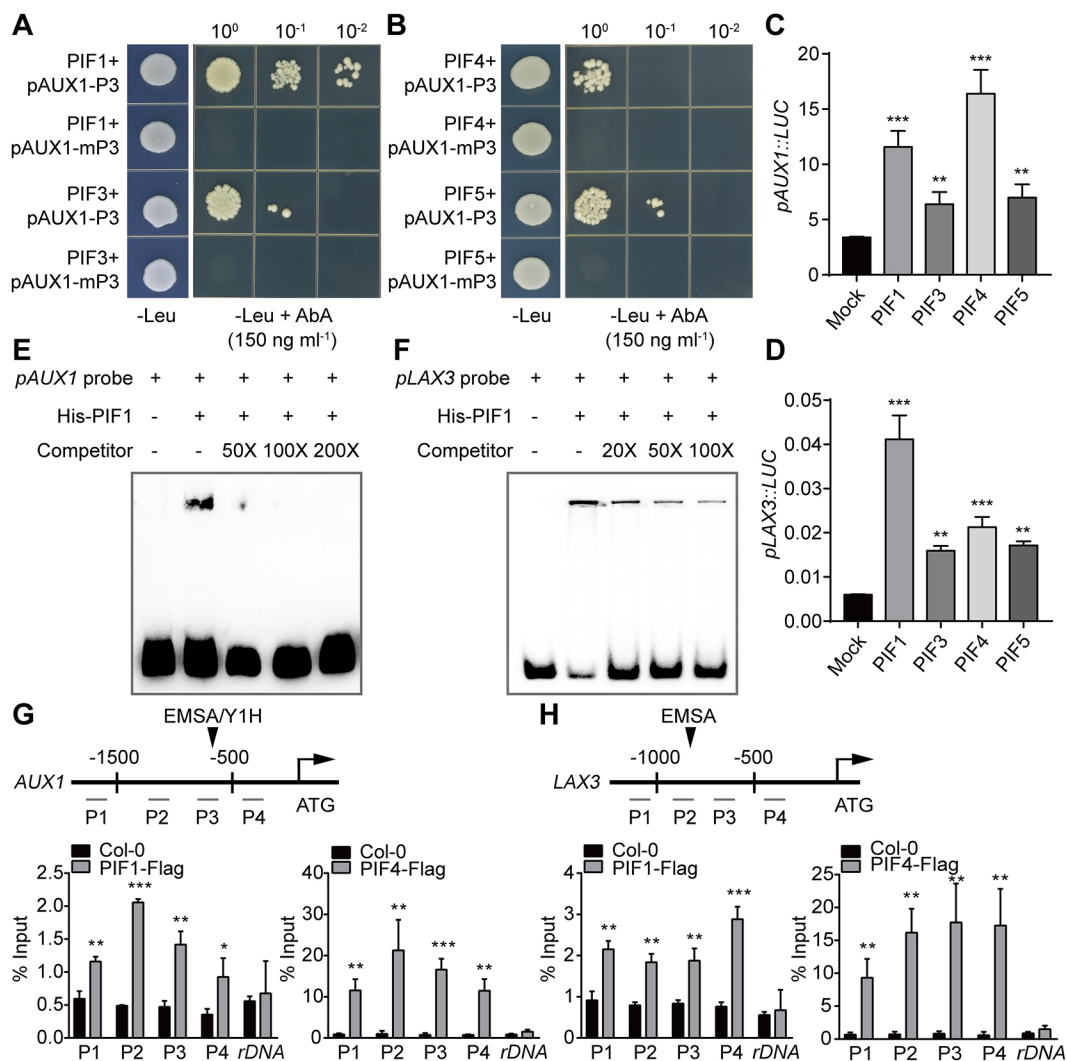 A
10⁰ 10⁻¹ 10⁻²
PIF1+
pAUX1-P3
PIF1+
pAUX1-mP3
PIF3+
pAUX1-P3
PIF3+
pAUX1-mP3
-Leu
-Leu + AbA
(150 ng ml⁻¹)
B
10⁰ 10⁻¹ 10⁻²
PIF4+
pAUX1-P3
PIF4+
pAUX1-mP3
PIF5+
pAUX1-P3
PIF5+
pAUX1-mP3
-Leu
-Leu + AbA
(150 ng ml⁻¹)
C
pAUX1::LUC
20
15
10
5
0
***
**
***
**
Mock PIF1 PIF3 PIF4 PIF5
D
pLAX3::LUC
0.05
0.04
0.03
0.02
0.01
0.00
***
**
***
**
Mock PIF1 PIF3 PIF4 PIF5
E
pAUX1 probe + + + + +
His-PIF1 - + + + +
Competitor - - 50X 100X 200X
F
pLAX3 probe + + + + +
His-PIF1 - + + + +
Competitor - - 20X 50X 100X
G
EMSA/Y1H
-1500 -500
AUX1
ATG
P1 P2 P3 P4
Col-0
PIF1-Flag
% Input
2.5
2.0
1.5
1.0
0.5
0.0
** *** ** *
P1 P2 P3 P4 rDNA
Col-0
PIF4-Flag
40
30
20
10
0
** ** *** **
P1 P2 P3 P4 rDNA
H
EMSA
-1000 -500
LAX3
ATG
P1 P2 P3 P4
Col-0
PIF1-Flag
% Input
4
3
2
1
0
** ** ** ***
P1 P2 P3 P4 rDNA
Col-0
PIF4-Flag
25
20
15
10
5
0
** ** ** **
P1 P2 P3 P4 rDNA